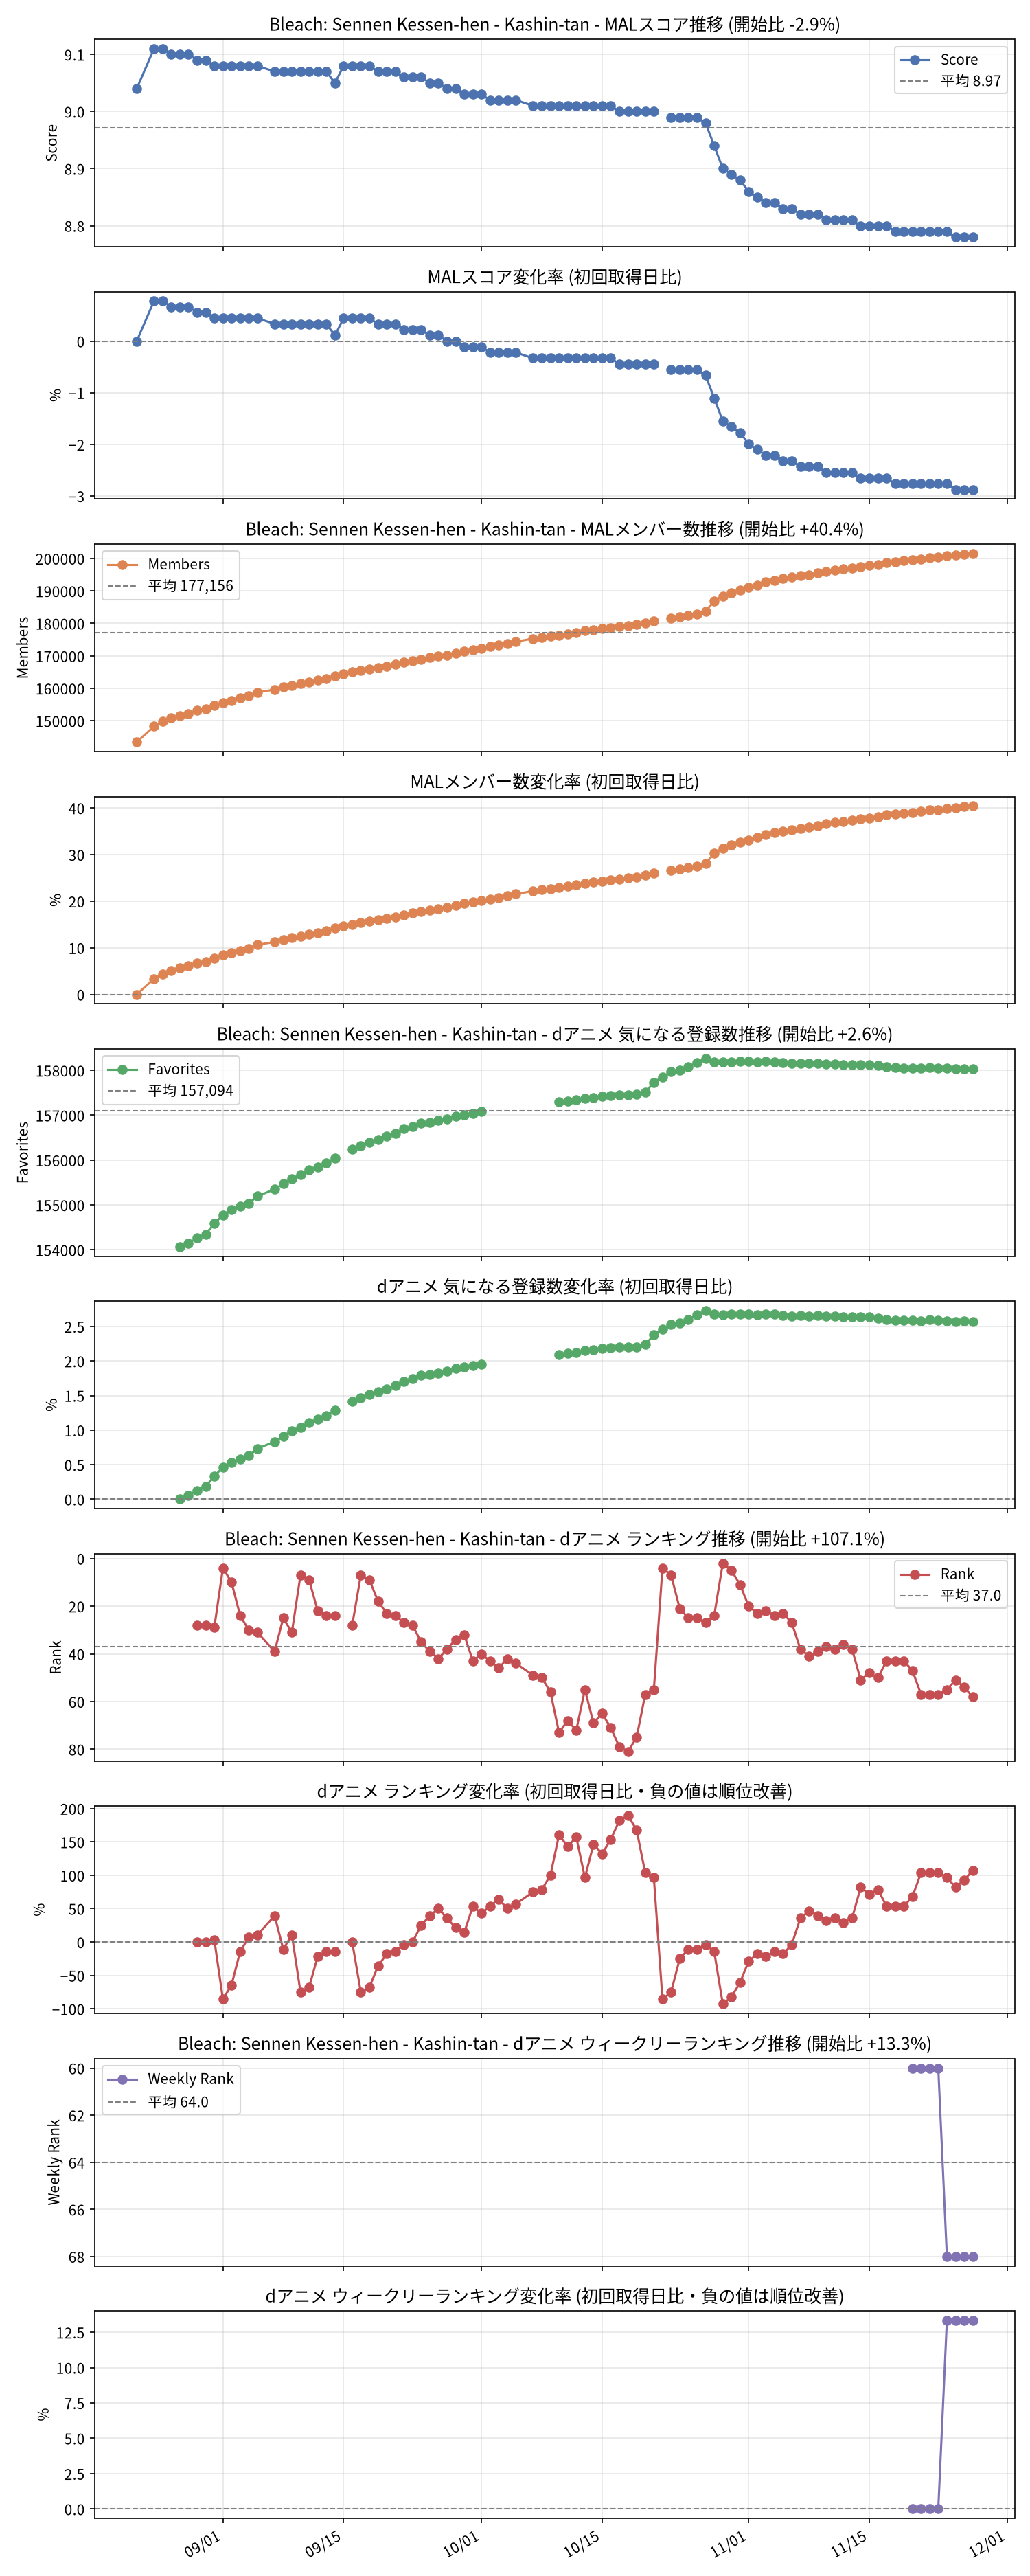 Bleach: Sennen Kessen-hen - Kashin-tan - MALスコア推移 (開始比 -2.9%)
9.1
9.0
8.9
8.8
Score
Score
平均 8.97
MALスコア変化率 (初回取得日比)
0
−1
−2
−3
%
Bleach: Sennen Kessen-hen - Kashin-tan - MALメンバー数推移 (開始比 +40.4%)
200000
190000
180000
170000
160000
150000
Members
Members
平均 177,156
MALメンバー数変化率 (初回取得日比)
40
30
20
10
0
%
Bleach: Sennen Kessen-hen - Kashin-tan - dアニメ 気になる登録数推移 (開始比 +2.6%)
158000
157000
156000
155000
154000
Favorites
Favorites
平均 157,094
dアニメ 気になる登録数変化率 (初回取得日比)
2.5
2.0
1.5
1.0
0.5
0.0
%
Bleach: Sennen Kessen-hen - Kashin-tan - dアニメ ランキング推移 (開始比 +107.1%)
0
20
40
60
80
Rank
Rank
平均 37.0
dアニメ ランキング変化率 (初回取得日比・負の値は順位改善)
200
150
100
50
0
−50
−100
%
Bleach: Sennen Kessen-hen - Kashin-tan - dアニメ ウィークリーランキング推移 (開始比 +13.3%)
60
62
64
66
68
Weekly Rank
Weekly Rank
平均 64.0
dアニメ ウィークリーランキング変化率 (初回取得日比・負の値は順位改善)
12.5
10.0
7.5
5.0
2.5
0.0
%
09/01
09/15
10/01
10/15
11/01
11/15
12/01